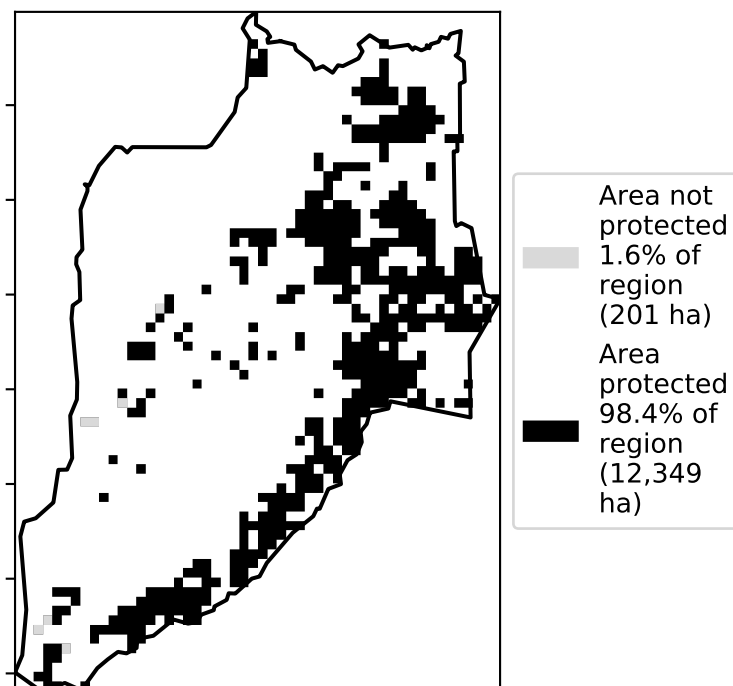 Area not
protected
1.6% of
region
(201 ha)
Area
protected
98.4% of
region
(12,349
ha)